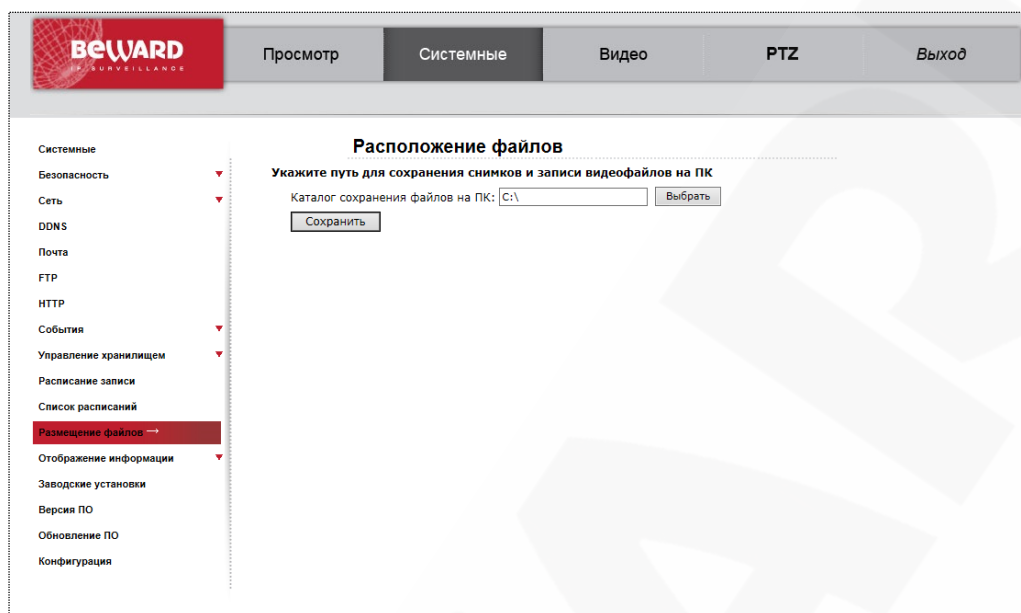 BEWARD
IP SURVEILLANCE
Просмотр
Системные
Видео
PTZ
Выход
Системные
Безопасность
Сеть
DDNS
Почта
FTP
HTTP
События
Управление хранилищем
Расписание записи
Список расписаний
Размещение файлов →
Отображение информации
Заводские установки
Версия ПО
Обновление ПО
Конфигурация
Расположение файлов
Укажите путь для сохранения снимков и записи видеофайлов на ПК
Каталог сохранения файлов на ПК: C:\ Выбрать
Сохранить